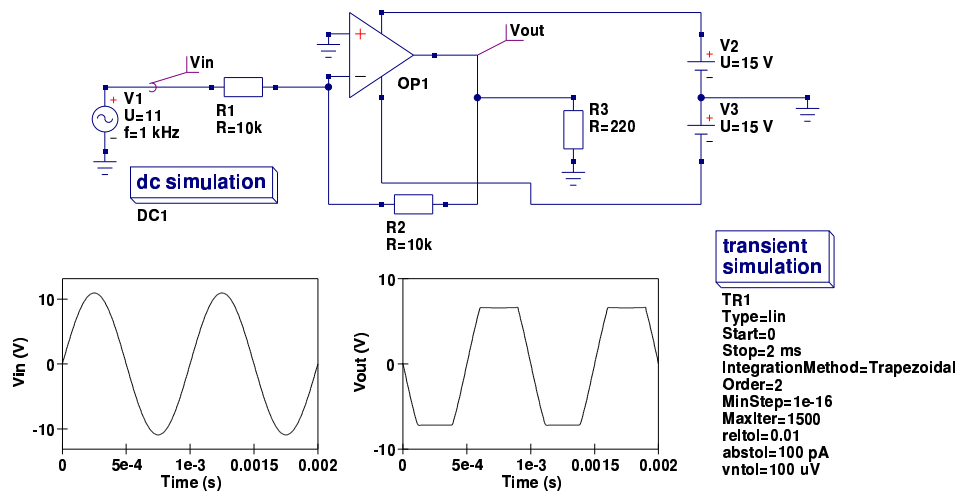 Vin
V1
U=11
f=1 kHz
R1
R=10k
+
−
OP1
Vout
R3
R=220
V2
U=15 V
V3
U=15 V
R2
R=10k
dc simulation
DC1
transient
simulation
TR1
Type=lin
Start=0
Stop=2 ms
IntegrationMethod=Trapezoidal
Order=2
MinStep=1e-16
MaxIter=1500
reltol=0.01
abstol=100 pA
vntol=100 uV
Vin (V)
10
0
-10
0 5e-4 1e-3 0.0015 0.002
Time (s)
Vout (V)
10
0
-10
0 5e-4 1e-3 0.0015 0.002
Time (s)